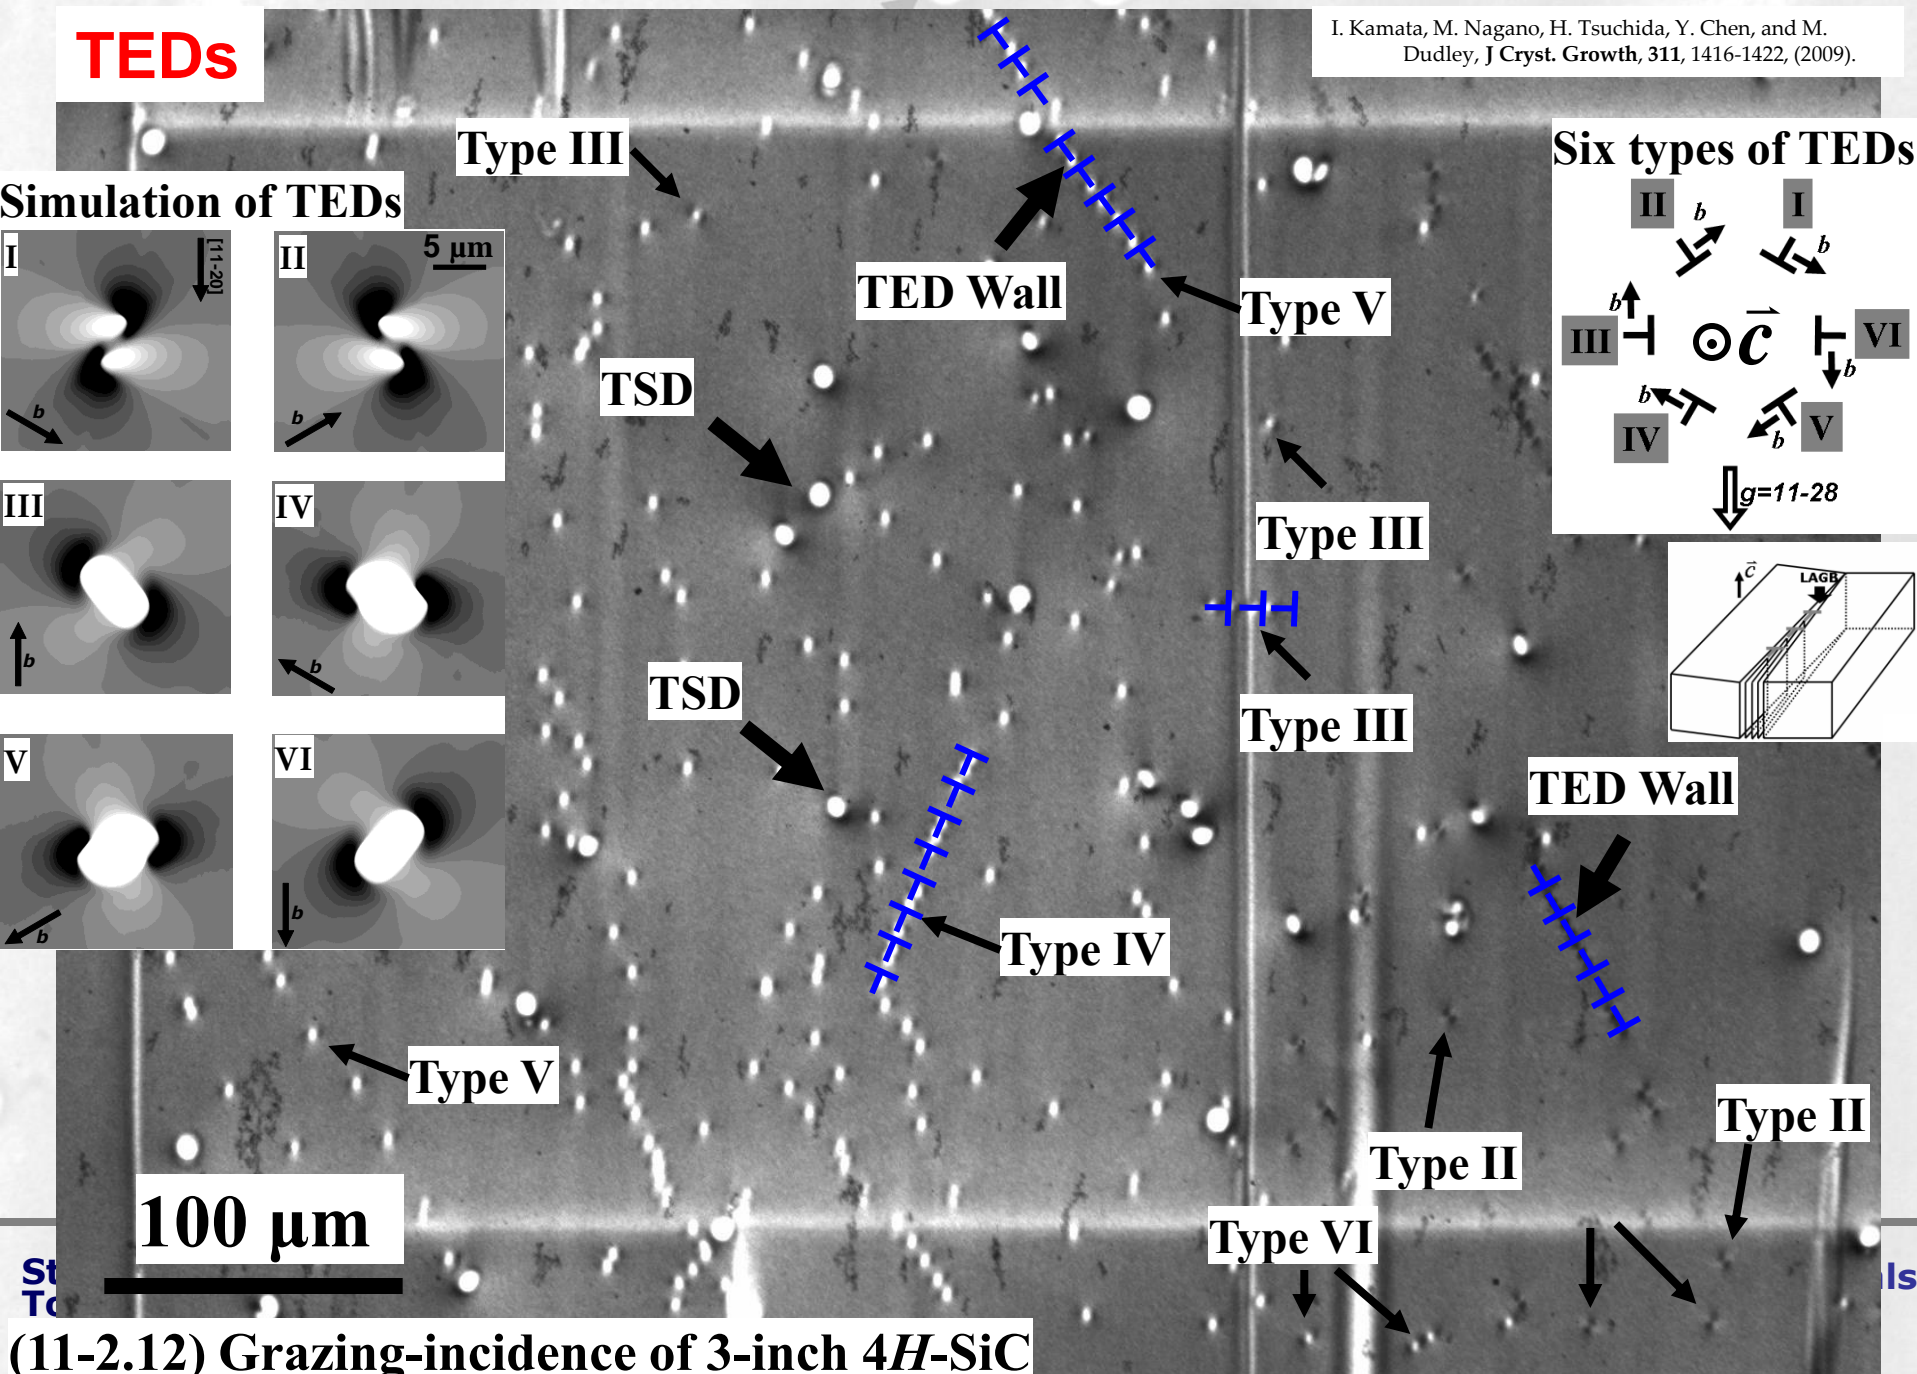 TEDs
I. Kamata, M. Nagano, H. Tsuchida, Y. Chen, and M.
Dudley, J Cryst. Growth, 311, 1416-1422, (2009).
Type III
Six types of TEDs
II
b
I
b
III
b
c
VI
b
IV
b
V
b
g=11-28
Simulation of TEDs
I
[11-20]
b
II
5 μm
b
III
b
IV
b
V
b
VI
b
TED Wall
Type V
TSD
Type III
c
LAGB
Type III
TSD
TED Wall
Type IV
Type V
Type II
Type II
Type VI
100 μm
(11-2.12) Grazing-incidence of 3-inch 4H-SiC